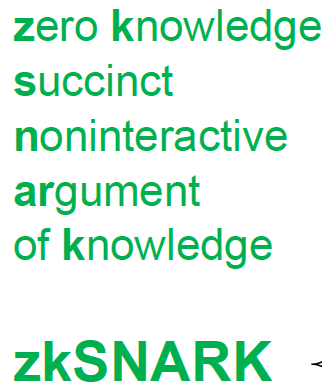 zero knowledge
succinct
noninteractive
argument
of knowledge
zkSNARK